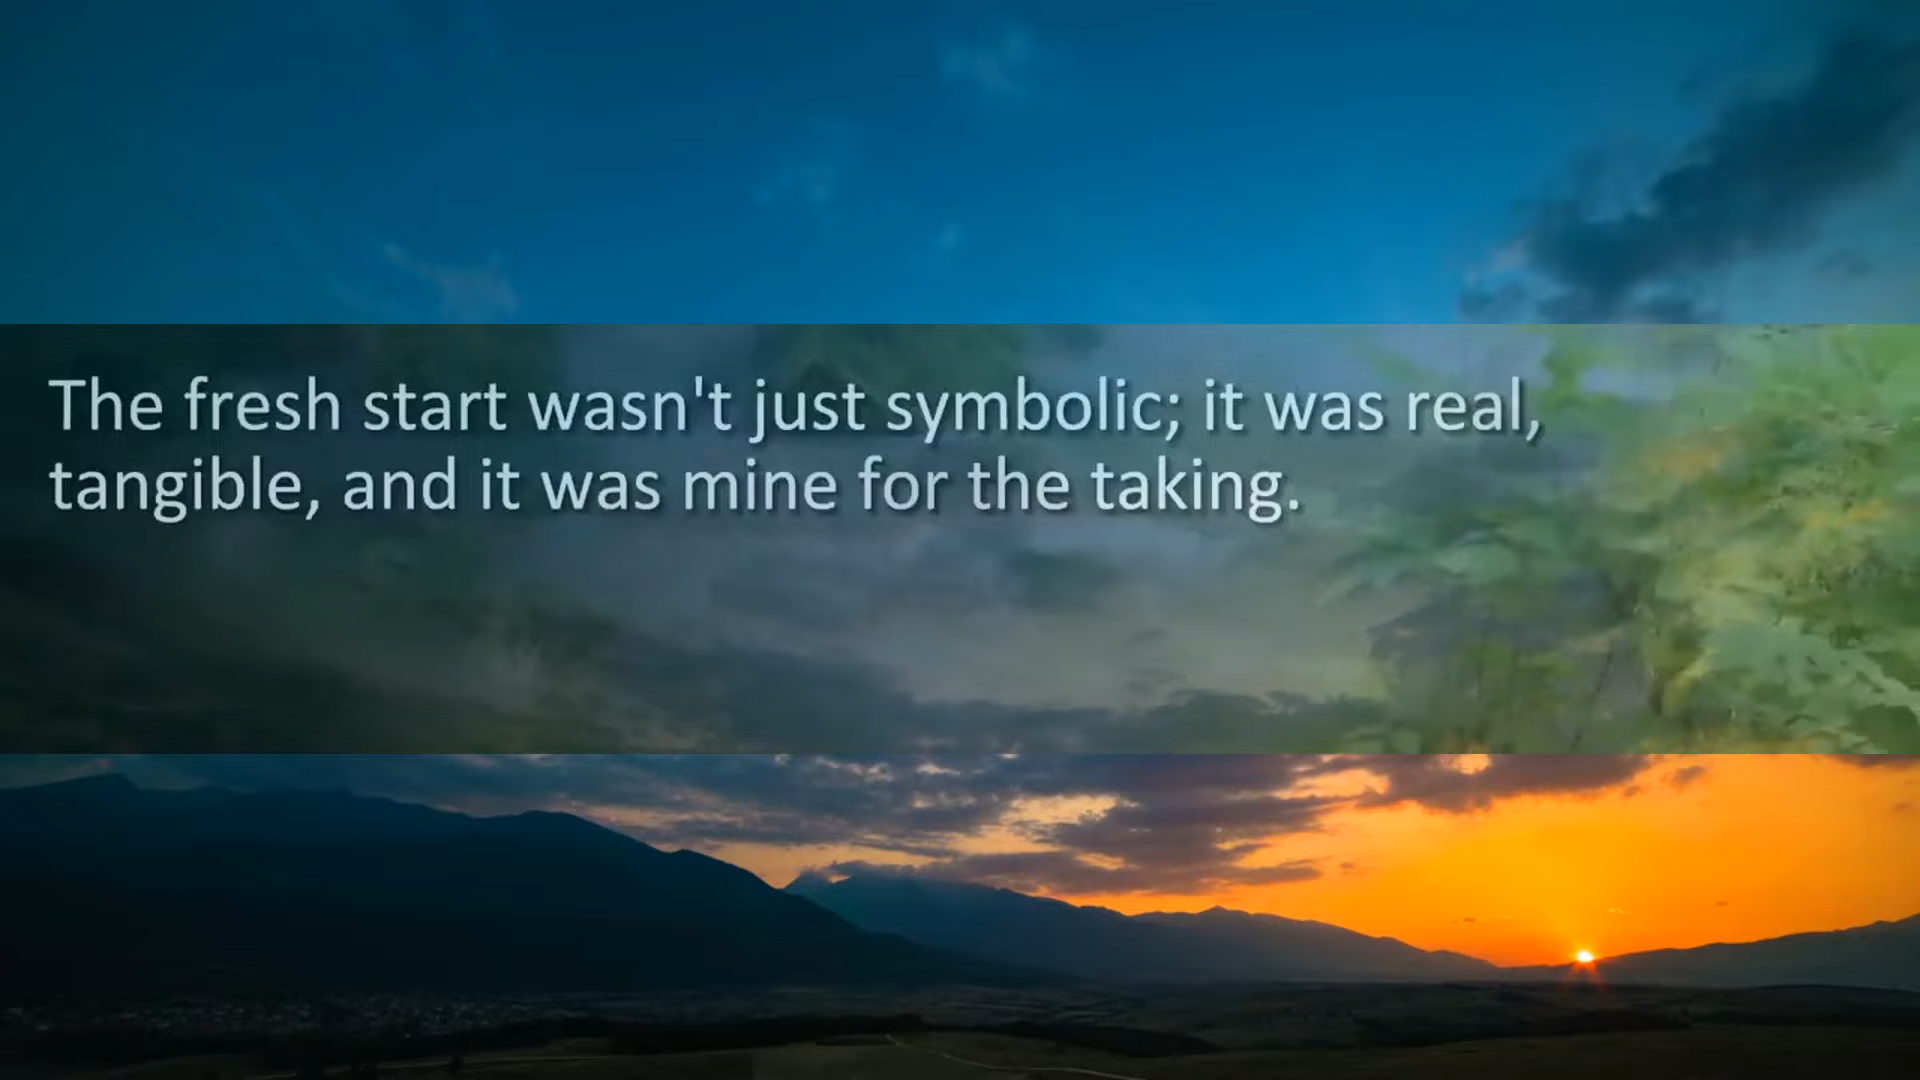 The fresh start wasn't just symbolic; it was real,
tangible, and it was mine for the taking.